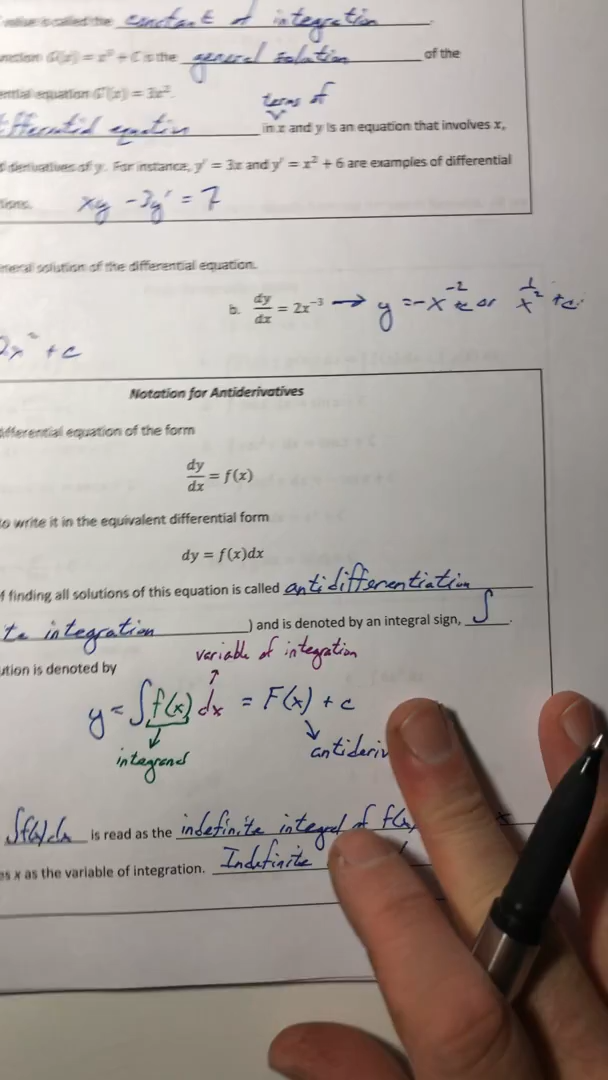 value is called the constant of integration.
G(x) = x³ + C is the general solution of the
ential equation G'(x) = 3x².
terms of
ifferential equation in x and y is an equation that involves x,
derivatives of y. For instance, y' = 3x and y' = x² + 6 are examples of differential
tions. xy - 3y' = 7
neral solution of the differential equation.
b. dy/dx = 2x⁻³ → y = -x⁻² + c or 1/x² + c
2x + c
Notation for Antiderivatives
ifferential equation of the form
dy/dx = f(x)
to write it in the equivalent differential form
dy = f(x)dx
f finding all solutions of this equation is called antidifferentiation
te integration ) and is denoted by an integral sign, ∫.
variable of integration
ution is denoted by
y = ∫f(x) dx = F(x) + c
integrand antideriv
∫f(x)dx is read as the indefinite integral of f(x)
es x as the variable of integration. Indefinite